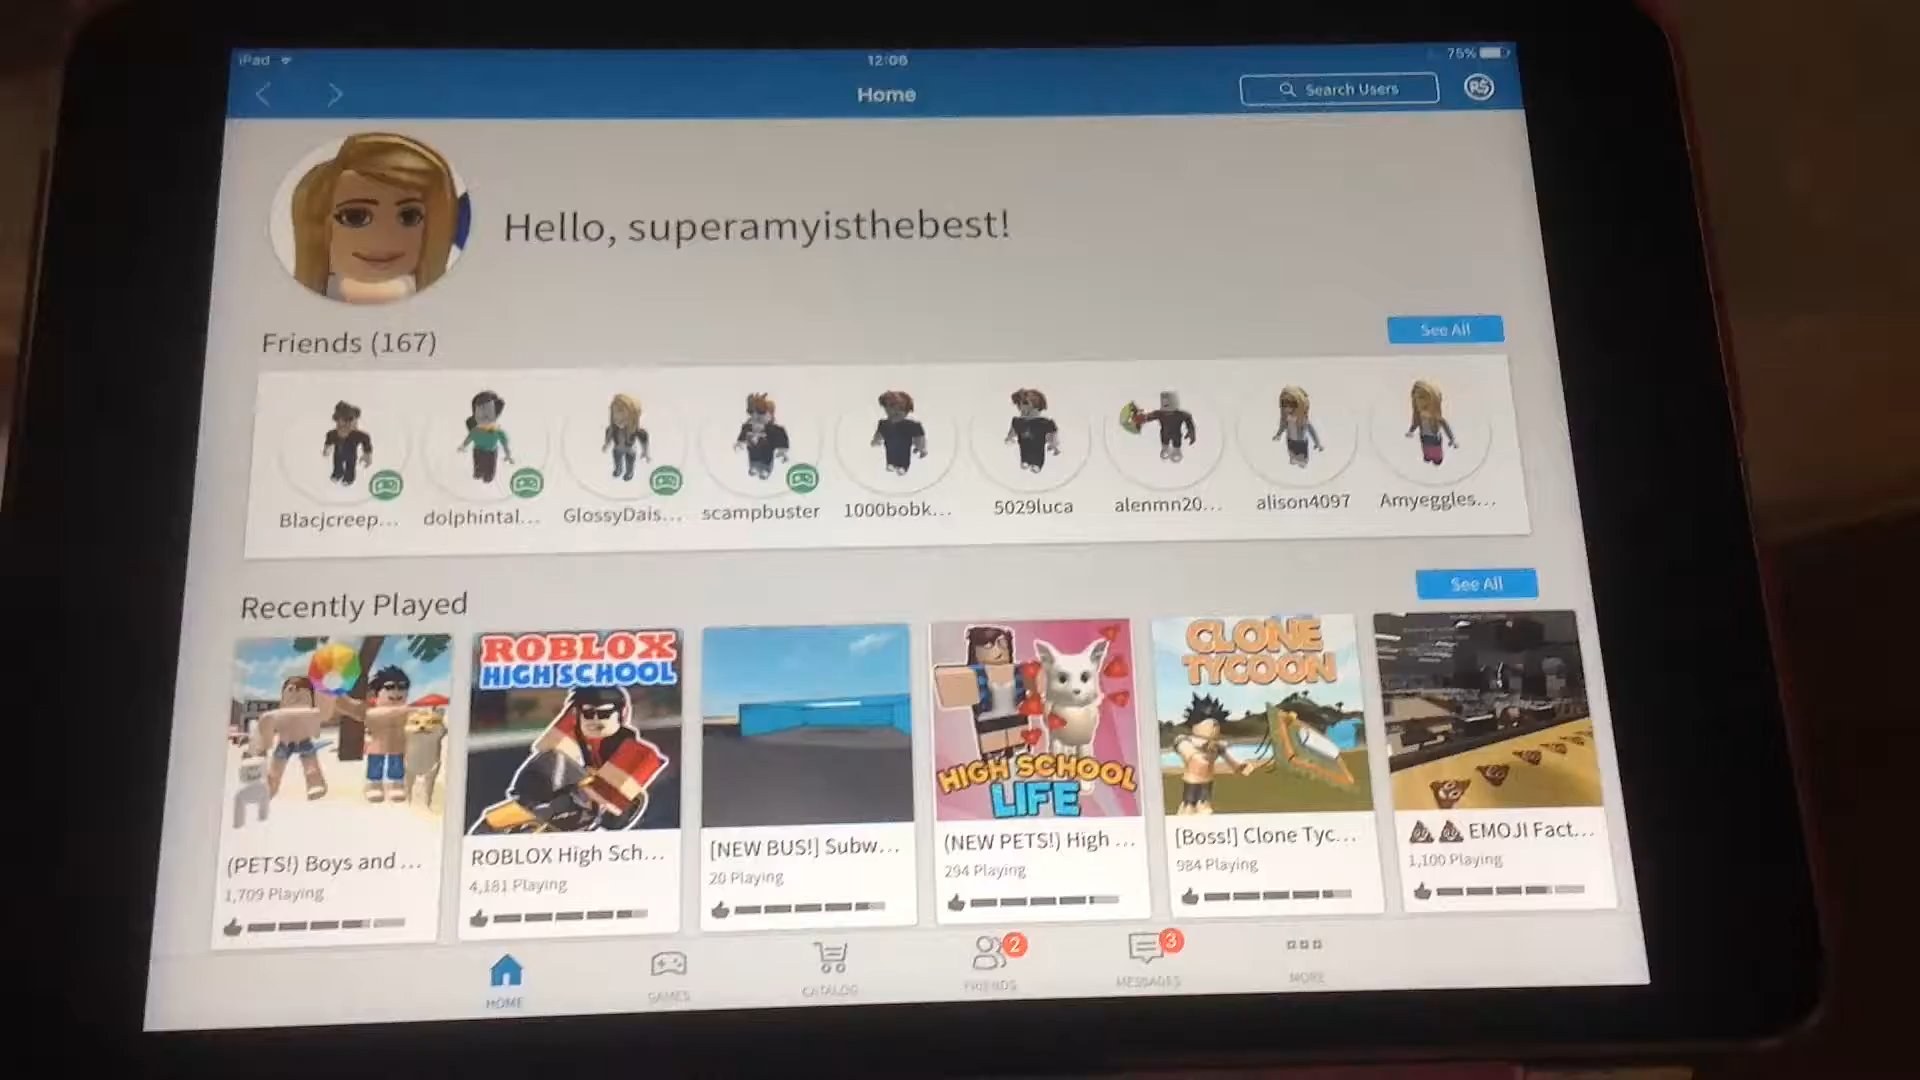 iPad 12:06 75%
Home Search Users R$
Hello, superamyisthebest!
Friends (167) See All
Blacjcreep... dolphintal... GlossyDais... scampbuster 1000bobk... 5029luca alenmn20... alison4097 Amyeggles...
Recently Played See All
ROBLOX
HIGH SCHOOL
HIGH SCHOOL
LIFE
CLONE
TYCOON
(PETS!) Boys and ... ROBLOX High Sch... [NEW BUS!] Subw... (NEW PETS!) High ... [Boss!] Clone Tyc... 💩 💩 EMOJI Fact...
1,709 Playing 4,181 Playing 20 Playing 294 Playing 984 Playing 1,100 Playing
2 3
HOME GAMES CATALOG FRIENDS MESSAGES MORE